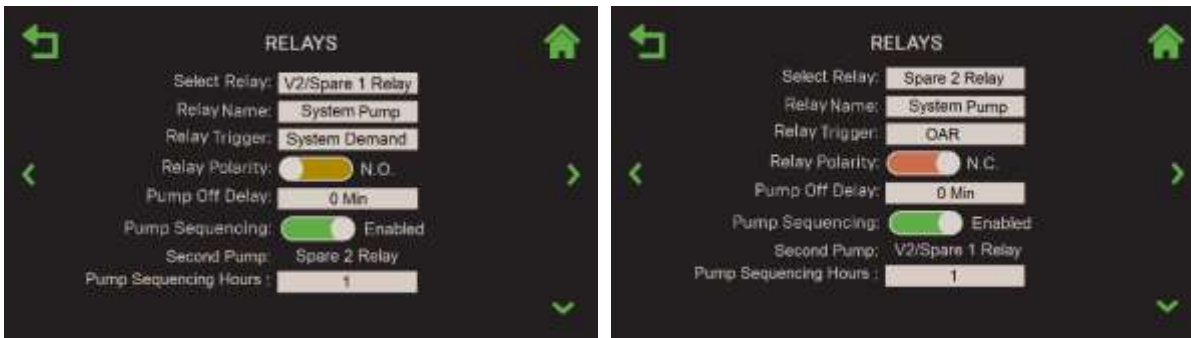 RELAYS
Select Relay: V2/Spare 1 Relay
Relay Name: System Pump
Relay Trigger: System Demand
Relay Polarity: N.O.
Pump Off Delay: 0 Min
Pump Sequencing: Enabled
Second Pump: Spare 2 Relay
Pump Sequencing Hours : 1
RELAYS
Select Relay: Spare 2 Relay
Relay Name: System Pump
Relay Trigger: OAR
Relay Polarity: N.C.
Pump Off Delay: 0 Min
Pump Sequencing: Enabled
Second Pump: V2/Spare 1 Relay
Pump Sequencing Hours : 1